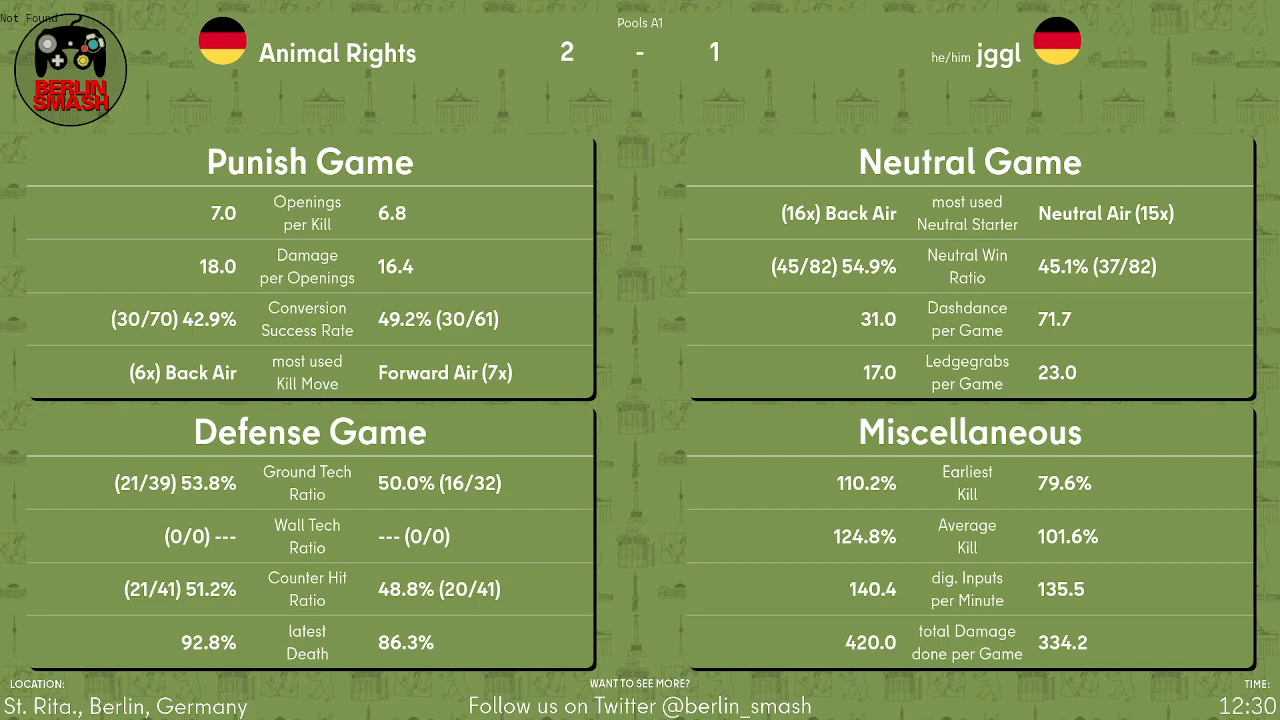 Not Found
BERLIN
SMASH
Pools A1
Animal Rights 2 - 1 he/him jggl
Punish Game
7.0 Openings per Kill 6.8
18.0 Damage per Openings 16.4
(30/70) 42.9% Conversion Success Rate 49.2% (30/61)
(6x) Back Air most used Kill Move Forward Air (7x)
Neutral Game
(16x) Back Air most used Neutral Starter Neutral Air (15x)
(45/82) 54.9% Neutral Win Ratio 45.1% (37/82)
31.0 Dashdance per Game 71.7
17.0 Ledgegrabs per Game 23.0
Defense Game
(21/39) 53.8% Ground Tech Ratio 50.0% (16/32)
(0/0) --- Wall Tech Ratio --- (0/0)
(21/41) 51.2% Counter Hit Ratio 48.8% (20/41)
92.8% latest Death 86.3%
Miscellaneous
110.2% Earliest Kill 79.6%
124.8% Average Kill 101.6%
140.4 dig. Inputs per Minute 135.5
420.0 total Damage done per Game 334.2
LOCATION:
St. Rita., Berlin, Germany
WANT TO SEE MORE?
Follow us on Twitter @berlin_smash
TIME:
12:30